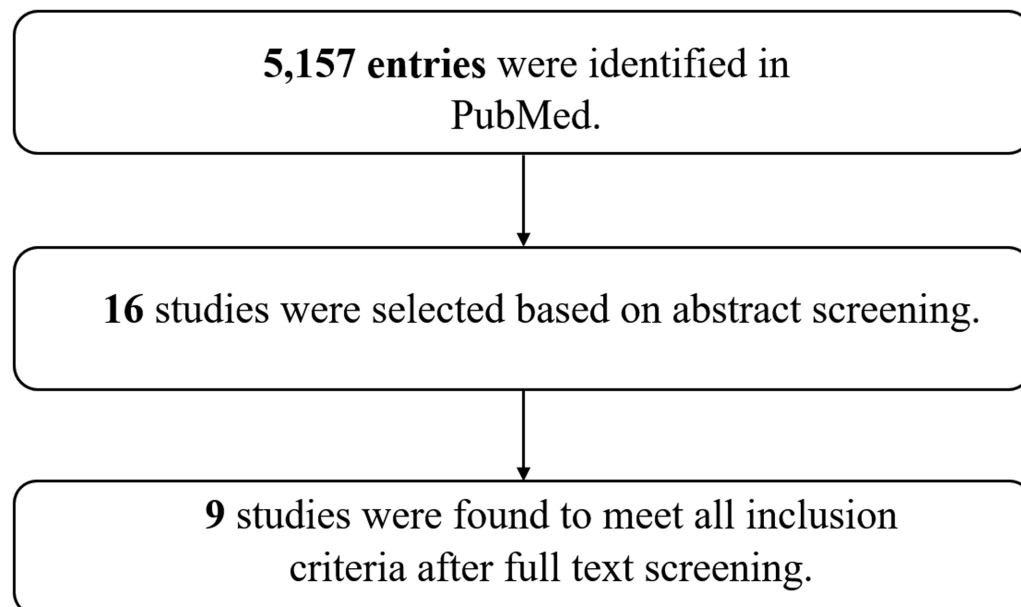 5,157 entries were identified in
PubMed.
16 studies were selected based on abstract screening.
9 studies were found to meet all inclusion
criteria after full text screening.